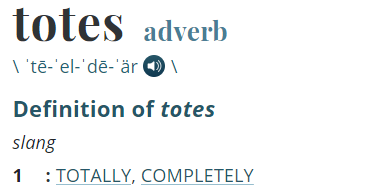 totes adverb
\ ˈtē-ˈel-ˈdē-ˈär \
Definition of totes
slang
1 : TOTALLY, COMPLETELY